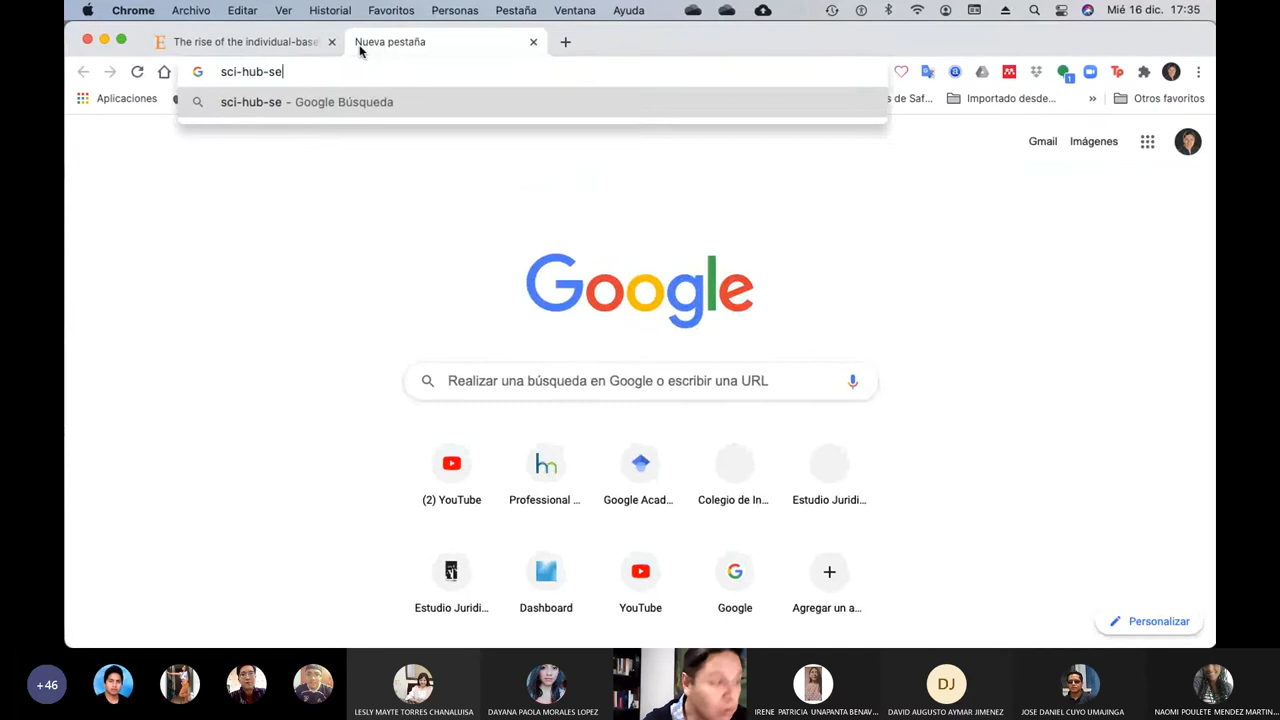 Chrome Archivo Editar Ver Historial Favoritos Personas Pestaña Ventana Ayuda Mié 16 dic. 17:35
The rise of the individual-base Nueva pestaña
sci-hub-se
1
Aplicaciones de Saf... Importado desde... » Otros favoritos
sci-hub-se - Google Búsqueda
Gmail Imágenes
Google
Realizar una búsqueda en Google o escribir una URL
(2) YouTube Professional ... Google Acad... Colegio de In... Estudio Juridi...
Estudio Juridi... Dashboard YouTube Google Agregar un a...
Personalizar
+46 DJ
LESLY MAYTE TORRES CHANALUISA DAYANA PAOLA MORALES LOPEZ IRENE PATRICIA UNAPANTA BENAV... DAVID AUGUSTO AYMAR JIMENEZ JOSE DANIEL CUYO UMAJINGA NAOMI POULETE MENDEZ MARTIN...